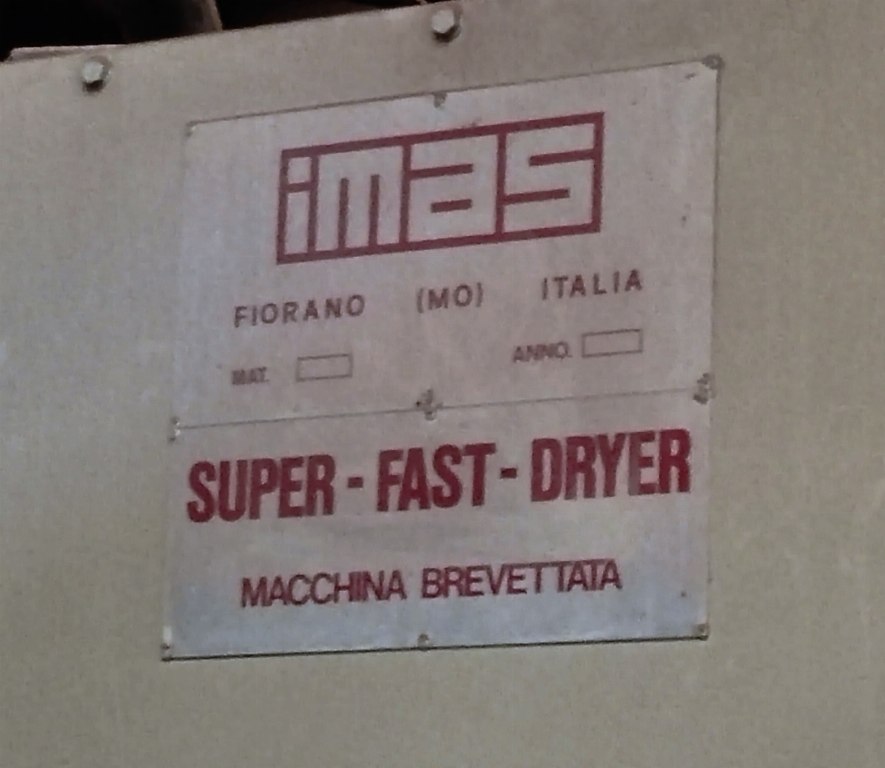 imas
FIORANO (MO) ITALIA
MAT. ANNO.
SUPER - FAST - DRYER
MACCHINA BREVETTATA